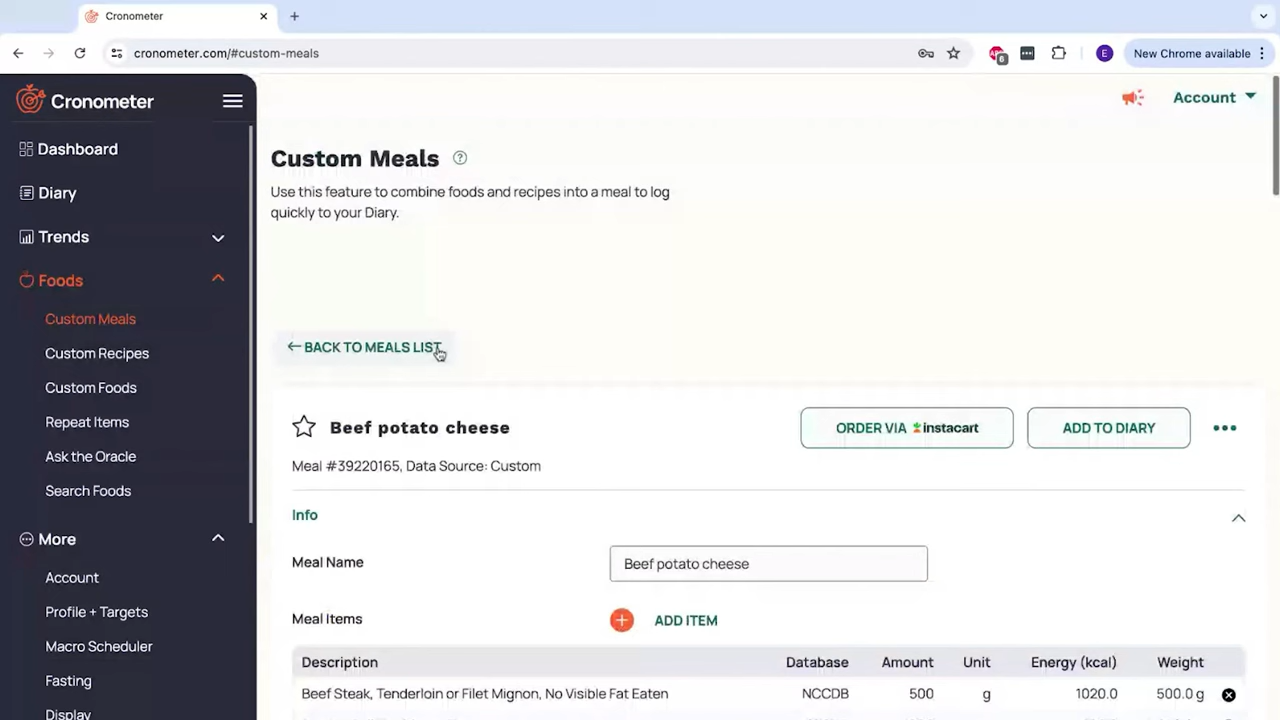 Cronometer
cronometer.com/#custom-meals
6
E
New Chrome available
Cronometer
Account
Dashboard
Diary
Trends
Foods
Custom Meals
Custom Recipes
Custom Foods
Repeat Items
Ask the Oracle
Search Foods
More
Account
Profile + Targets
Macro Scheduler
Fasting
Display
Custom Meals ?
Use this feature to combine foods and recipes into a meal to log
quickly to your Diary.
← BACK TO MEALS LIST
Beef potato cheese
ORDER VIA instacart
ADD TO DIARY
Meal #39220165, Data Source: Custom
Info
Meal Name
Beef potato cheese
Meal Items
+ ADD ITEM
Description Database Amount Unit Energy (kcal) Weight
Beef Steak, Tenderloin or Filet Mignon, No Visible Fat Eaten NCCDB 500 g 1020.0 500.0 g